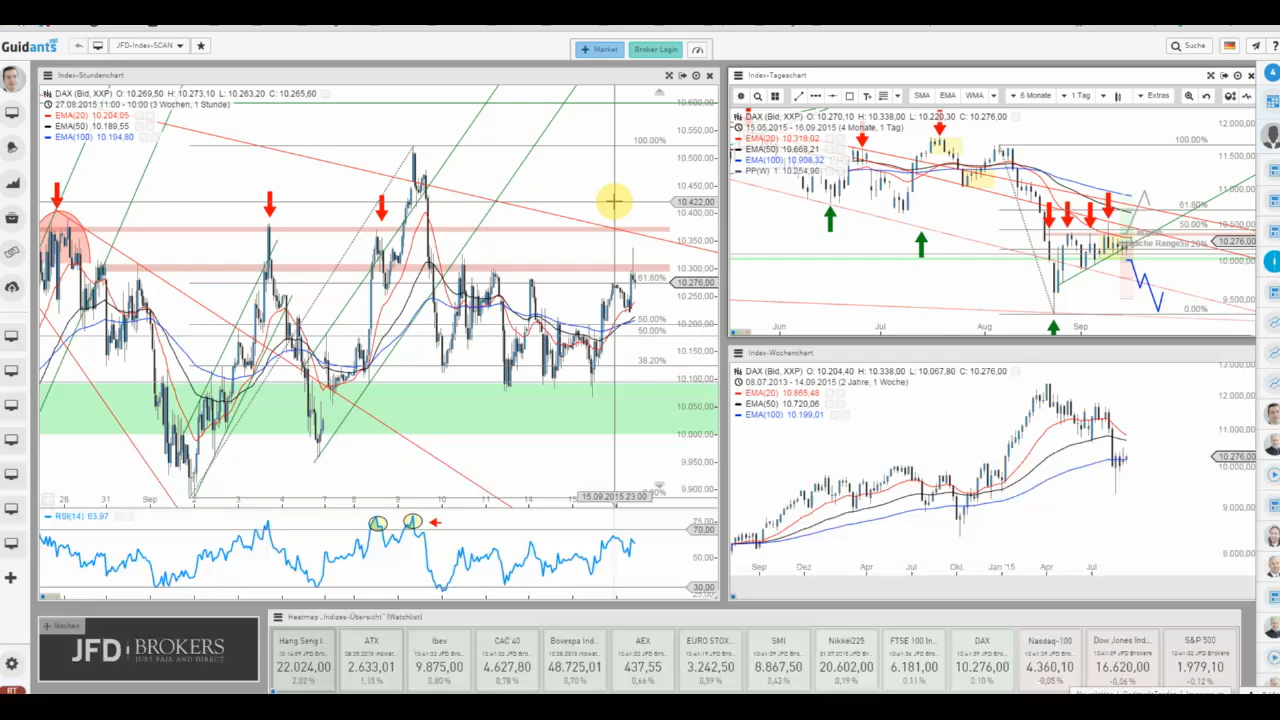 Guidants
JFD-Index-SCAN
Market
Broker Login
Suche
Index-Stundenchart
DAX (Bid, XXP) O: 10.269,50 H: 10.273,10 L: 10.263,20 C: 10.265,60
27.08.2015 11:00 - 10:00 (3 Wochen, 1 Stunde)
EMA(20) 10.204,05
EMA(50) 10.189,55
EMA(100) 10.194,80
10.600,00
10.550,00
100.00%
10.500,00
10.450,00
10.422,00
10.400,00
10.350,00
10.300,00
61.80%
10.276,00
10.250,00
50.00%
10.200,00
50.00%
10.150,00
38.20%
10.100,00
10.050,00
10.000,00
9.950,00
9.900,00
28 31 Sep 2 3 4 7 8 9 10 11 14 15.09.2015 23:00
RSI(14) 63,97
75.00
70.00
50.00
30.00
25.00
Index-Tageschart
SMA EMA WMA 6 Monate 1 Tag Extras
DAX (Bid, XXP) O: 10.270,10 H: 10.338,00 L: 10.220,30 C: 10.276,00
15.05.2015 - 16.09.2015 (4 Monate, 1 Tag)
EMA(20) 10.318,02
EMA(50) 10.668,21
EMA(100) 10.908,32
PP(W) 1: 10.254,90
12.000,00
100.00%
11.500,00
11.000,00
61.80%
50.00%
10.500,00
10.276,00
Range 38.20%
10.000,00
9.500,00
0.00%
Jun Jul Aug Sep
Index-Wochenchart
DAX (Bid, XXP) O: 10.204,40 H: 10.338,00 L: 10.067,80 C: 10.276,00
08.07.2013 - 14.09.2015 (2 Jahre, 1 Woche)
EMA(20) 10.865,48
EMA(50) 10.720,06
EMA(100) 10.199,01
13.000,00
12.000,00
11.000,00
10.276,00
10.000,00
9.000,00
8.000,00
Sep Dez Apr Jul Okt Jan '15 Apr Jul
löschen
JFD BROKERS
JUST FAIR AND DIRECT
Heatmap „Indizes-Übersicht" (Watchlist)
Hang Seng I... ATX Ibex CAC 40 Bovespa Ind... AEX EURO STOX... SMI Nikkei225 FTSE 100 In... DAX Nasdaq-100 Dow Jones Ind... S&P 500
22.024,00 2.633,01 9.875,00 4.627,80 48.725,01 437,55 3.242,50 8.867,50 20.602,00 6.181,00 10.276,00 4.360,10 16.620,00 1.979,10
2,02 % 1,15 % 0,80 % 0,78 % 0,70 % 0,66 % 0,59 % 0,42 % 0,19 % 0,11 % 0,10 % -0,05 % -0,06 % -0,12 %